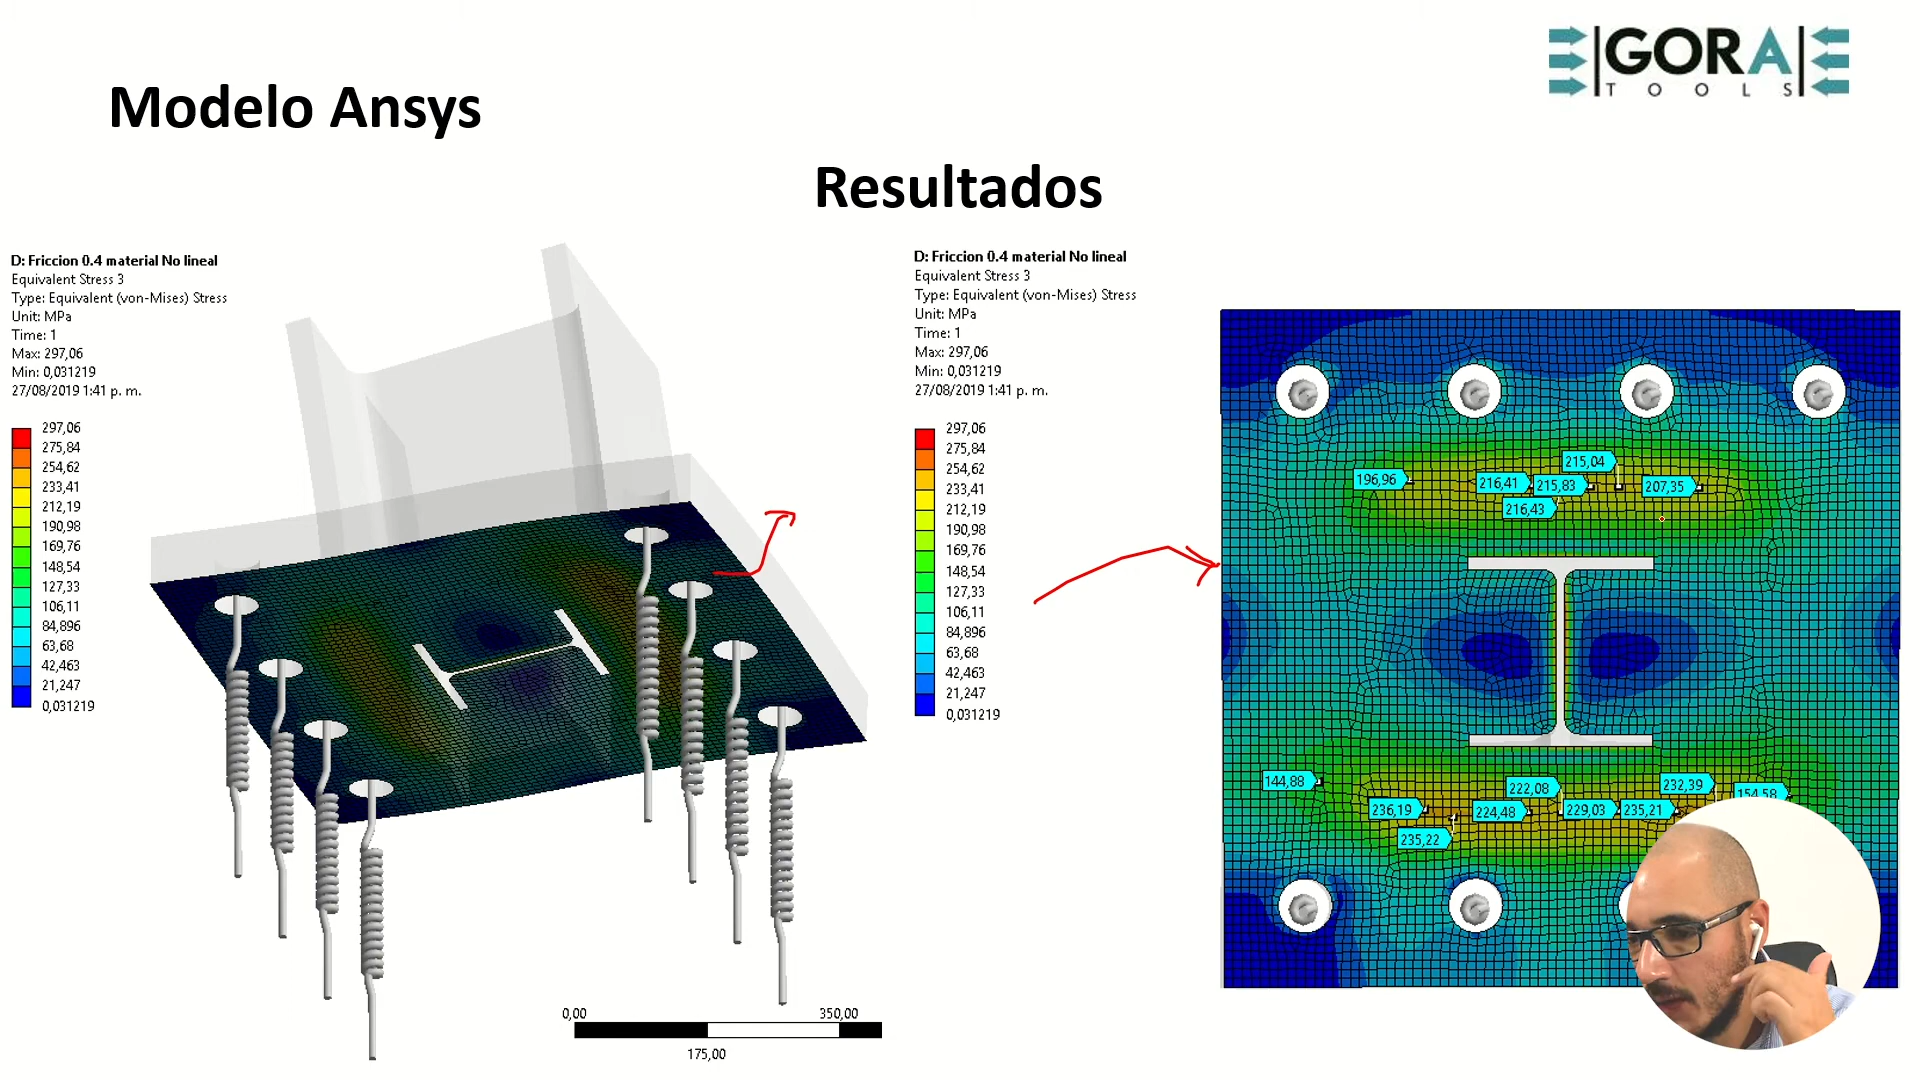 GORA
TOOLS
Modelo Ansys
Resultados
D: Friccion 0.4 material No lineal
Equivalent Stress 3
Type: Equivalent (von-Mises) Stress
Unit: MPa
Time: 1
Max: 297,06
Min: 0,031219
27/08/2019 1:41 p. m.
297,06
275,84
254,62
233,41
212,19
190,98
169,76
148,54
127,33
106,11
84,896
63,68
42,463
21,247
0,031219
0,00
350,00
175,00
D: Friccion 0.4 material No lineal
Equivalent Stress 3
Type: Equivalent (von-Mises) Stress
Unit: MPa
Time: 1
Max: 297,06
Min: 0,031219
27/08/2019 1:41 p. m.
297,06
275,84
254,62
233,41
212,19
190,98
169,76
148,54
127,33
106,11
84,896
63,68
42,463
21,247
0,031219
215,04
196,96
216,41
215,83
207,35
216,43
144,88
222,08
232,39
154,58
236,19
224,48
229,03
235,21
235,22